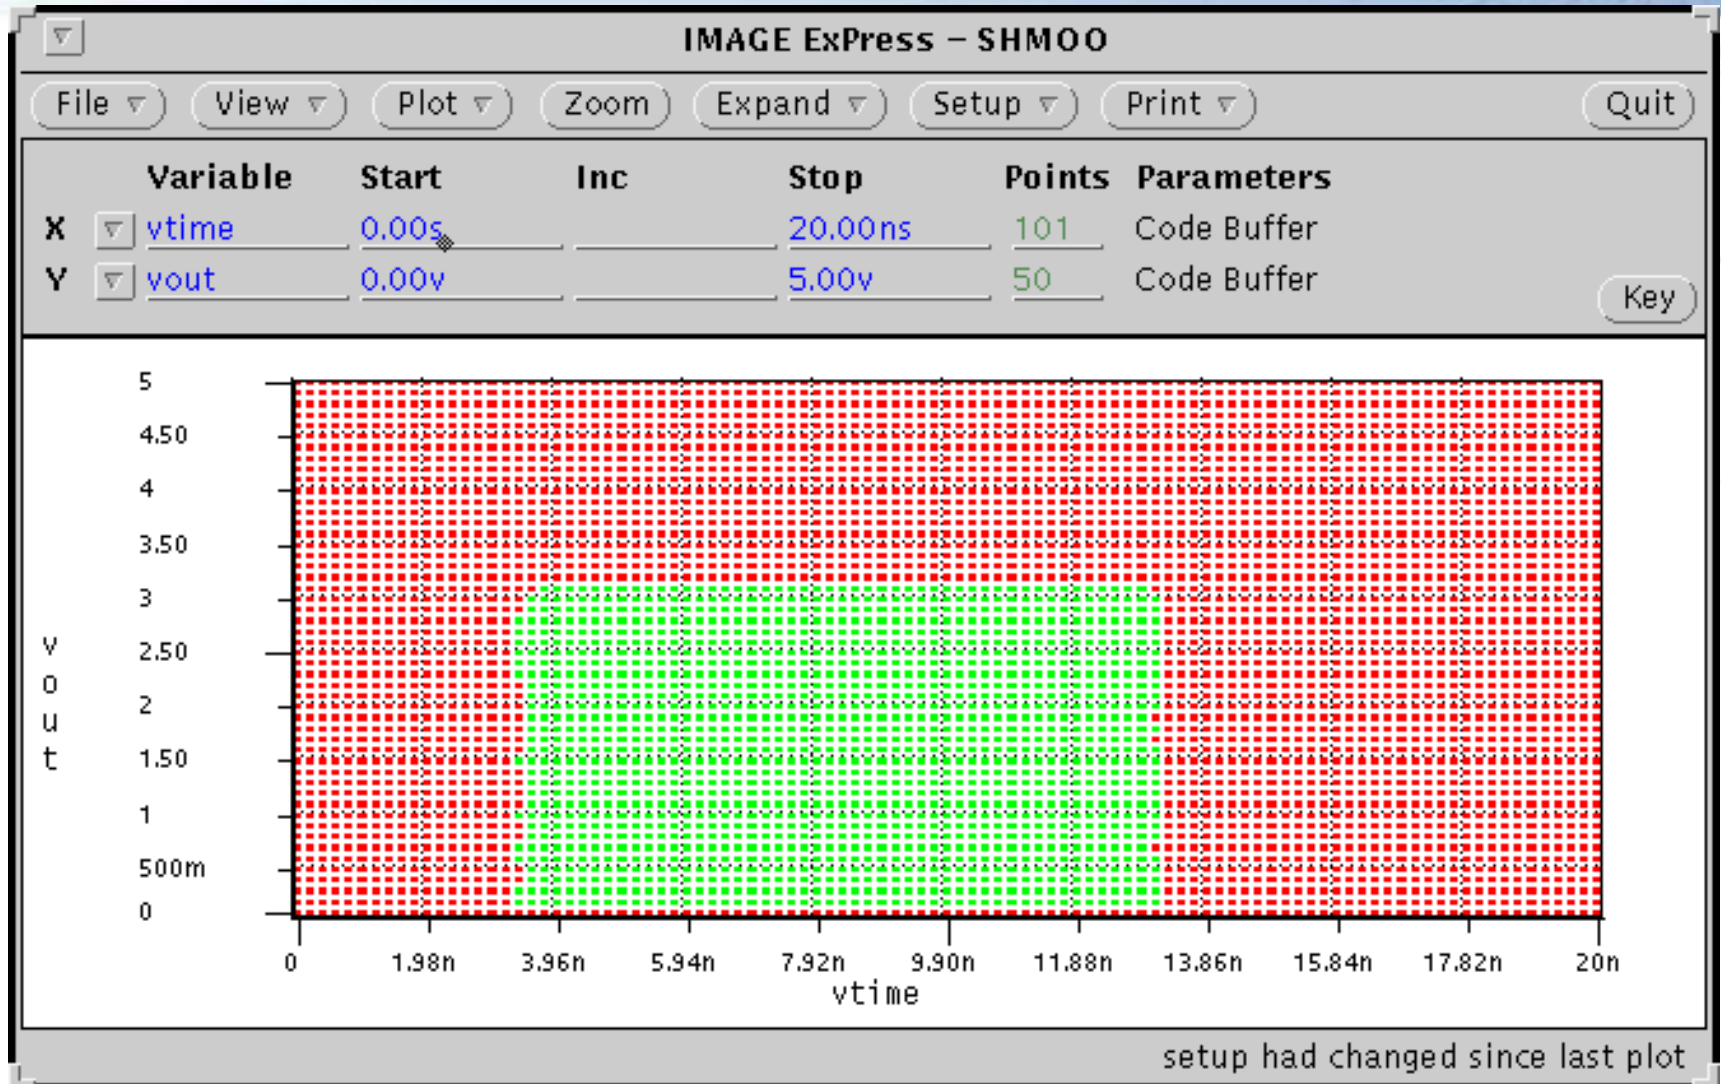 IMAGE ExPress – SHMOO
File View Plot Zoom Expand Setup Print Quit
Variable Start Inc Stop Points Parameters
X vtime 0.00s 20.00ns 101 Code Buffer
Y vout 0.00v 5.00v 50 Code Buffer
Key
5
4.50
4
3.50
3
2.50
2
1.50
1
500m
0
vout
0 1.98n 3.96n 5.94n 7.92n 9.90n 11.88n 13.86n 15.84n 17.82n 20n
vtime
setup had changed since last plot